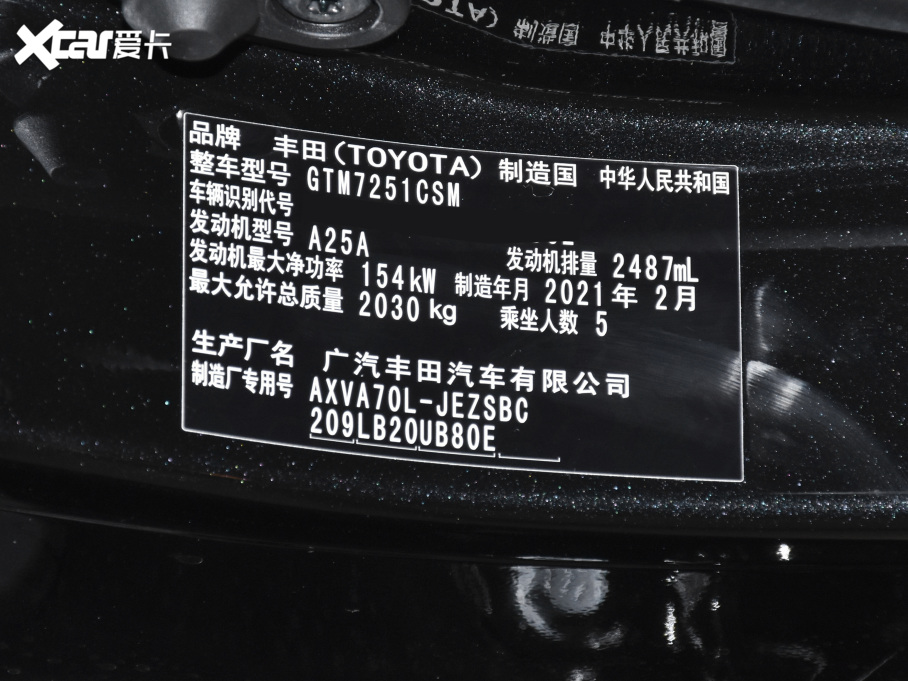 Xcar爱卡
品牌 丰田(TOYOTA) 制造国 中华人民共和国
整车型号 GTM7251CSM
车辆识别代号
发动机型号 A25A 发动机排量 2487mL
发动机最大净功率 154kW 制造年月 2021年 2月
最大允许总质量 2030kg 乘坐人数 5
生产厂名 广汽丰田汽车有限公司
制造厂专用号 AXVA70L-JEZSBC
209LB20UB80E